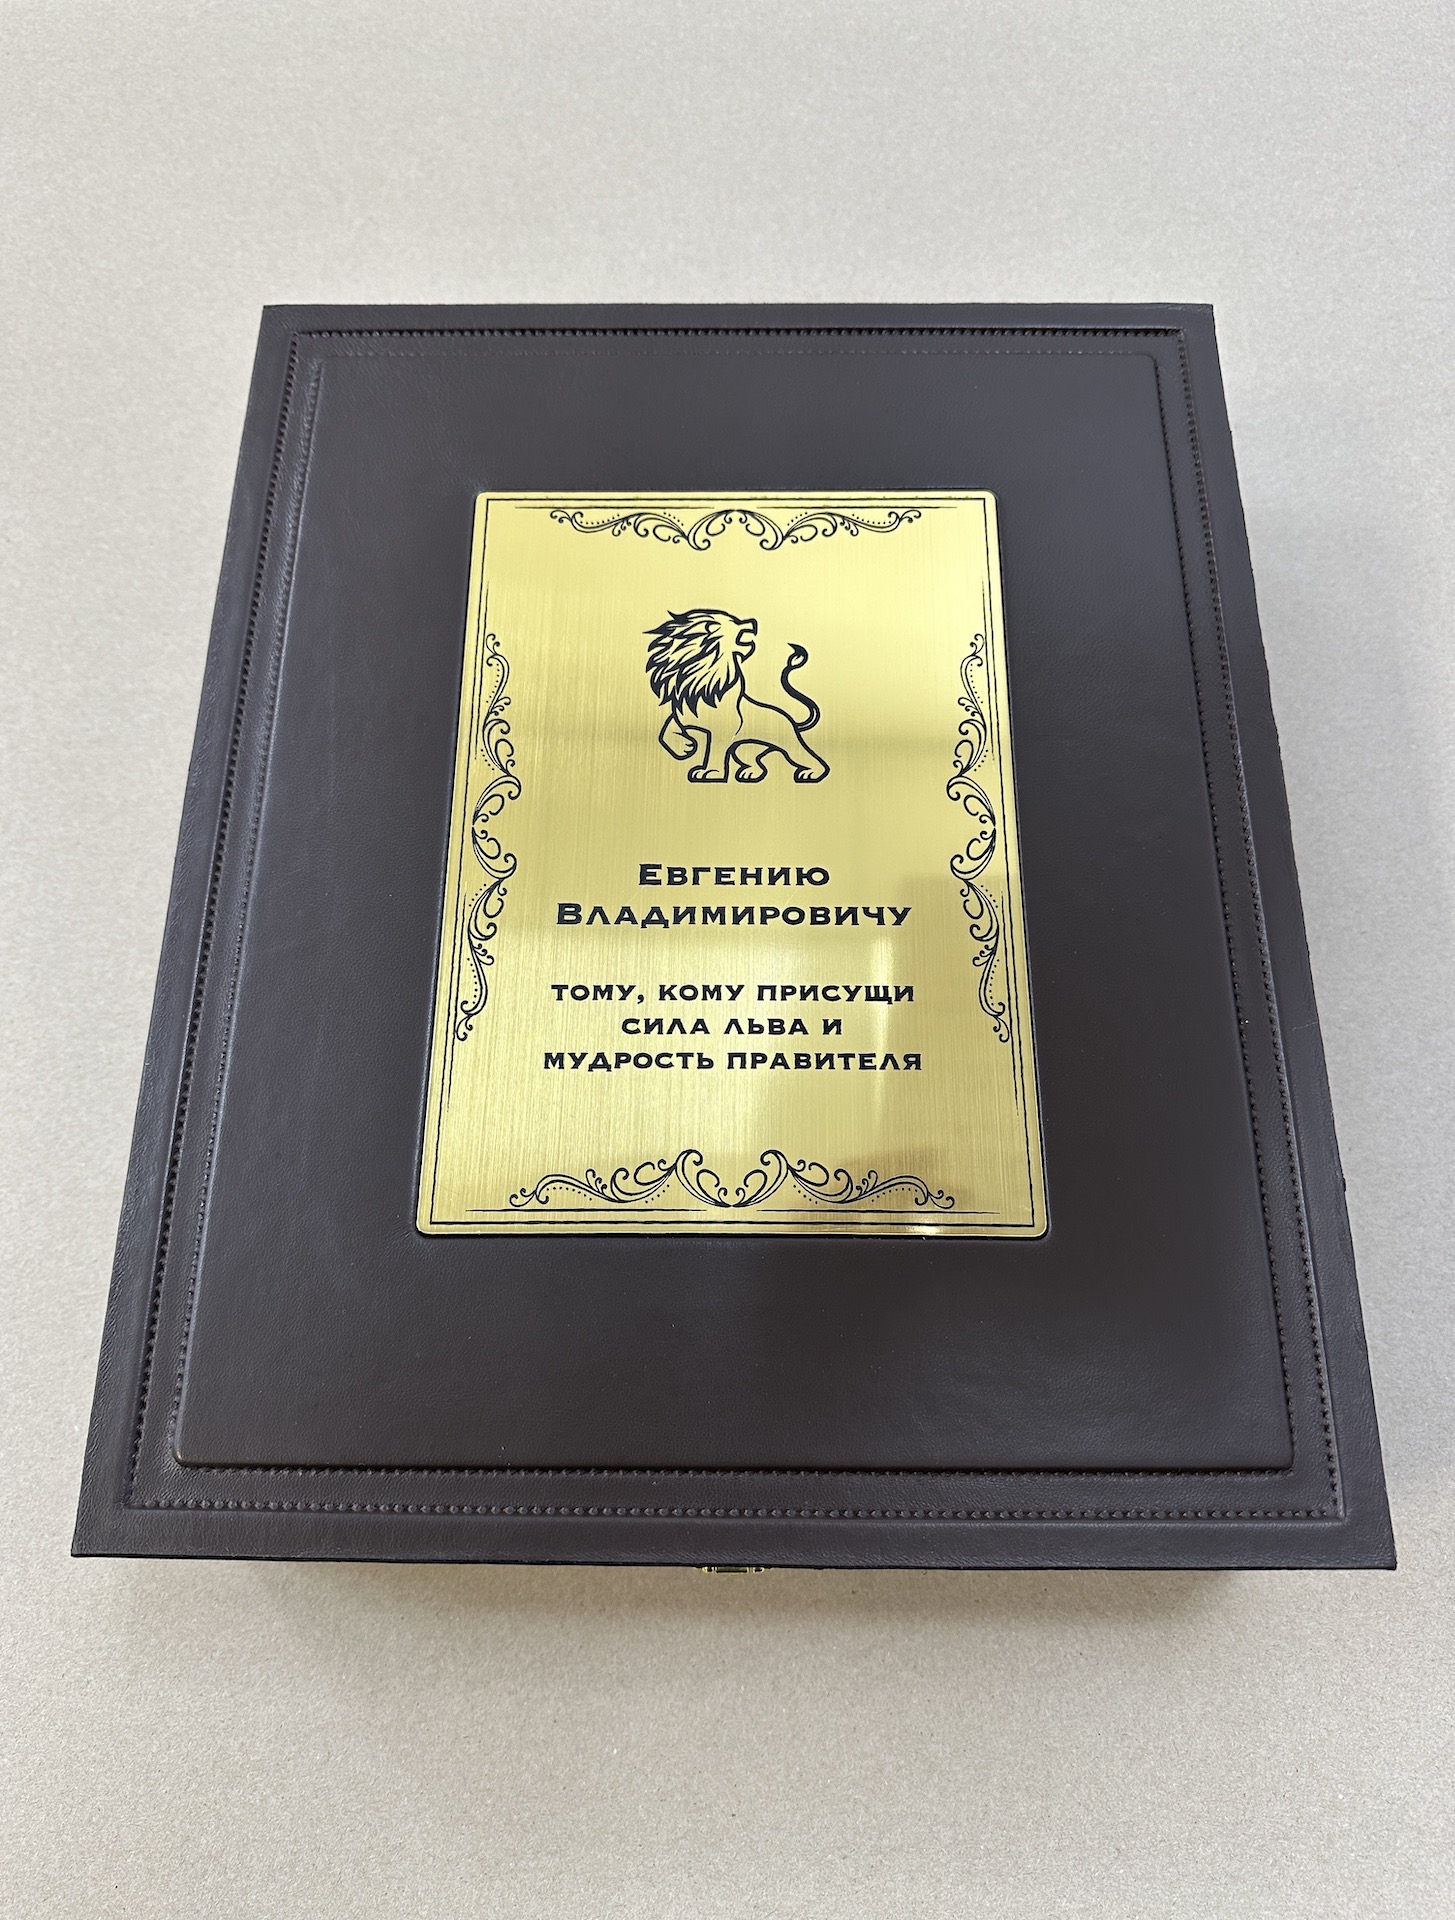 Евгению
Владимировичу
тому, кому присущи
сила льва и
мудрость правителя